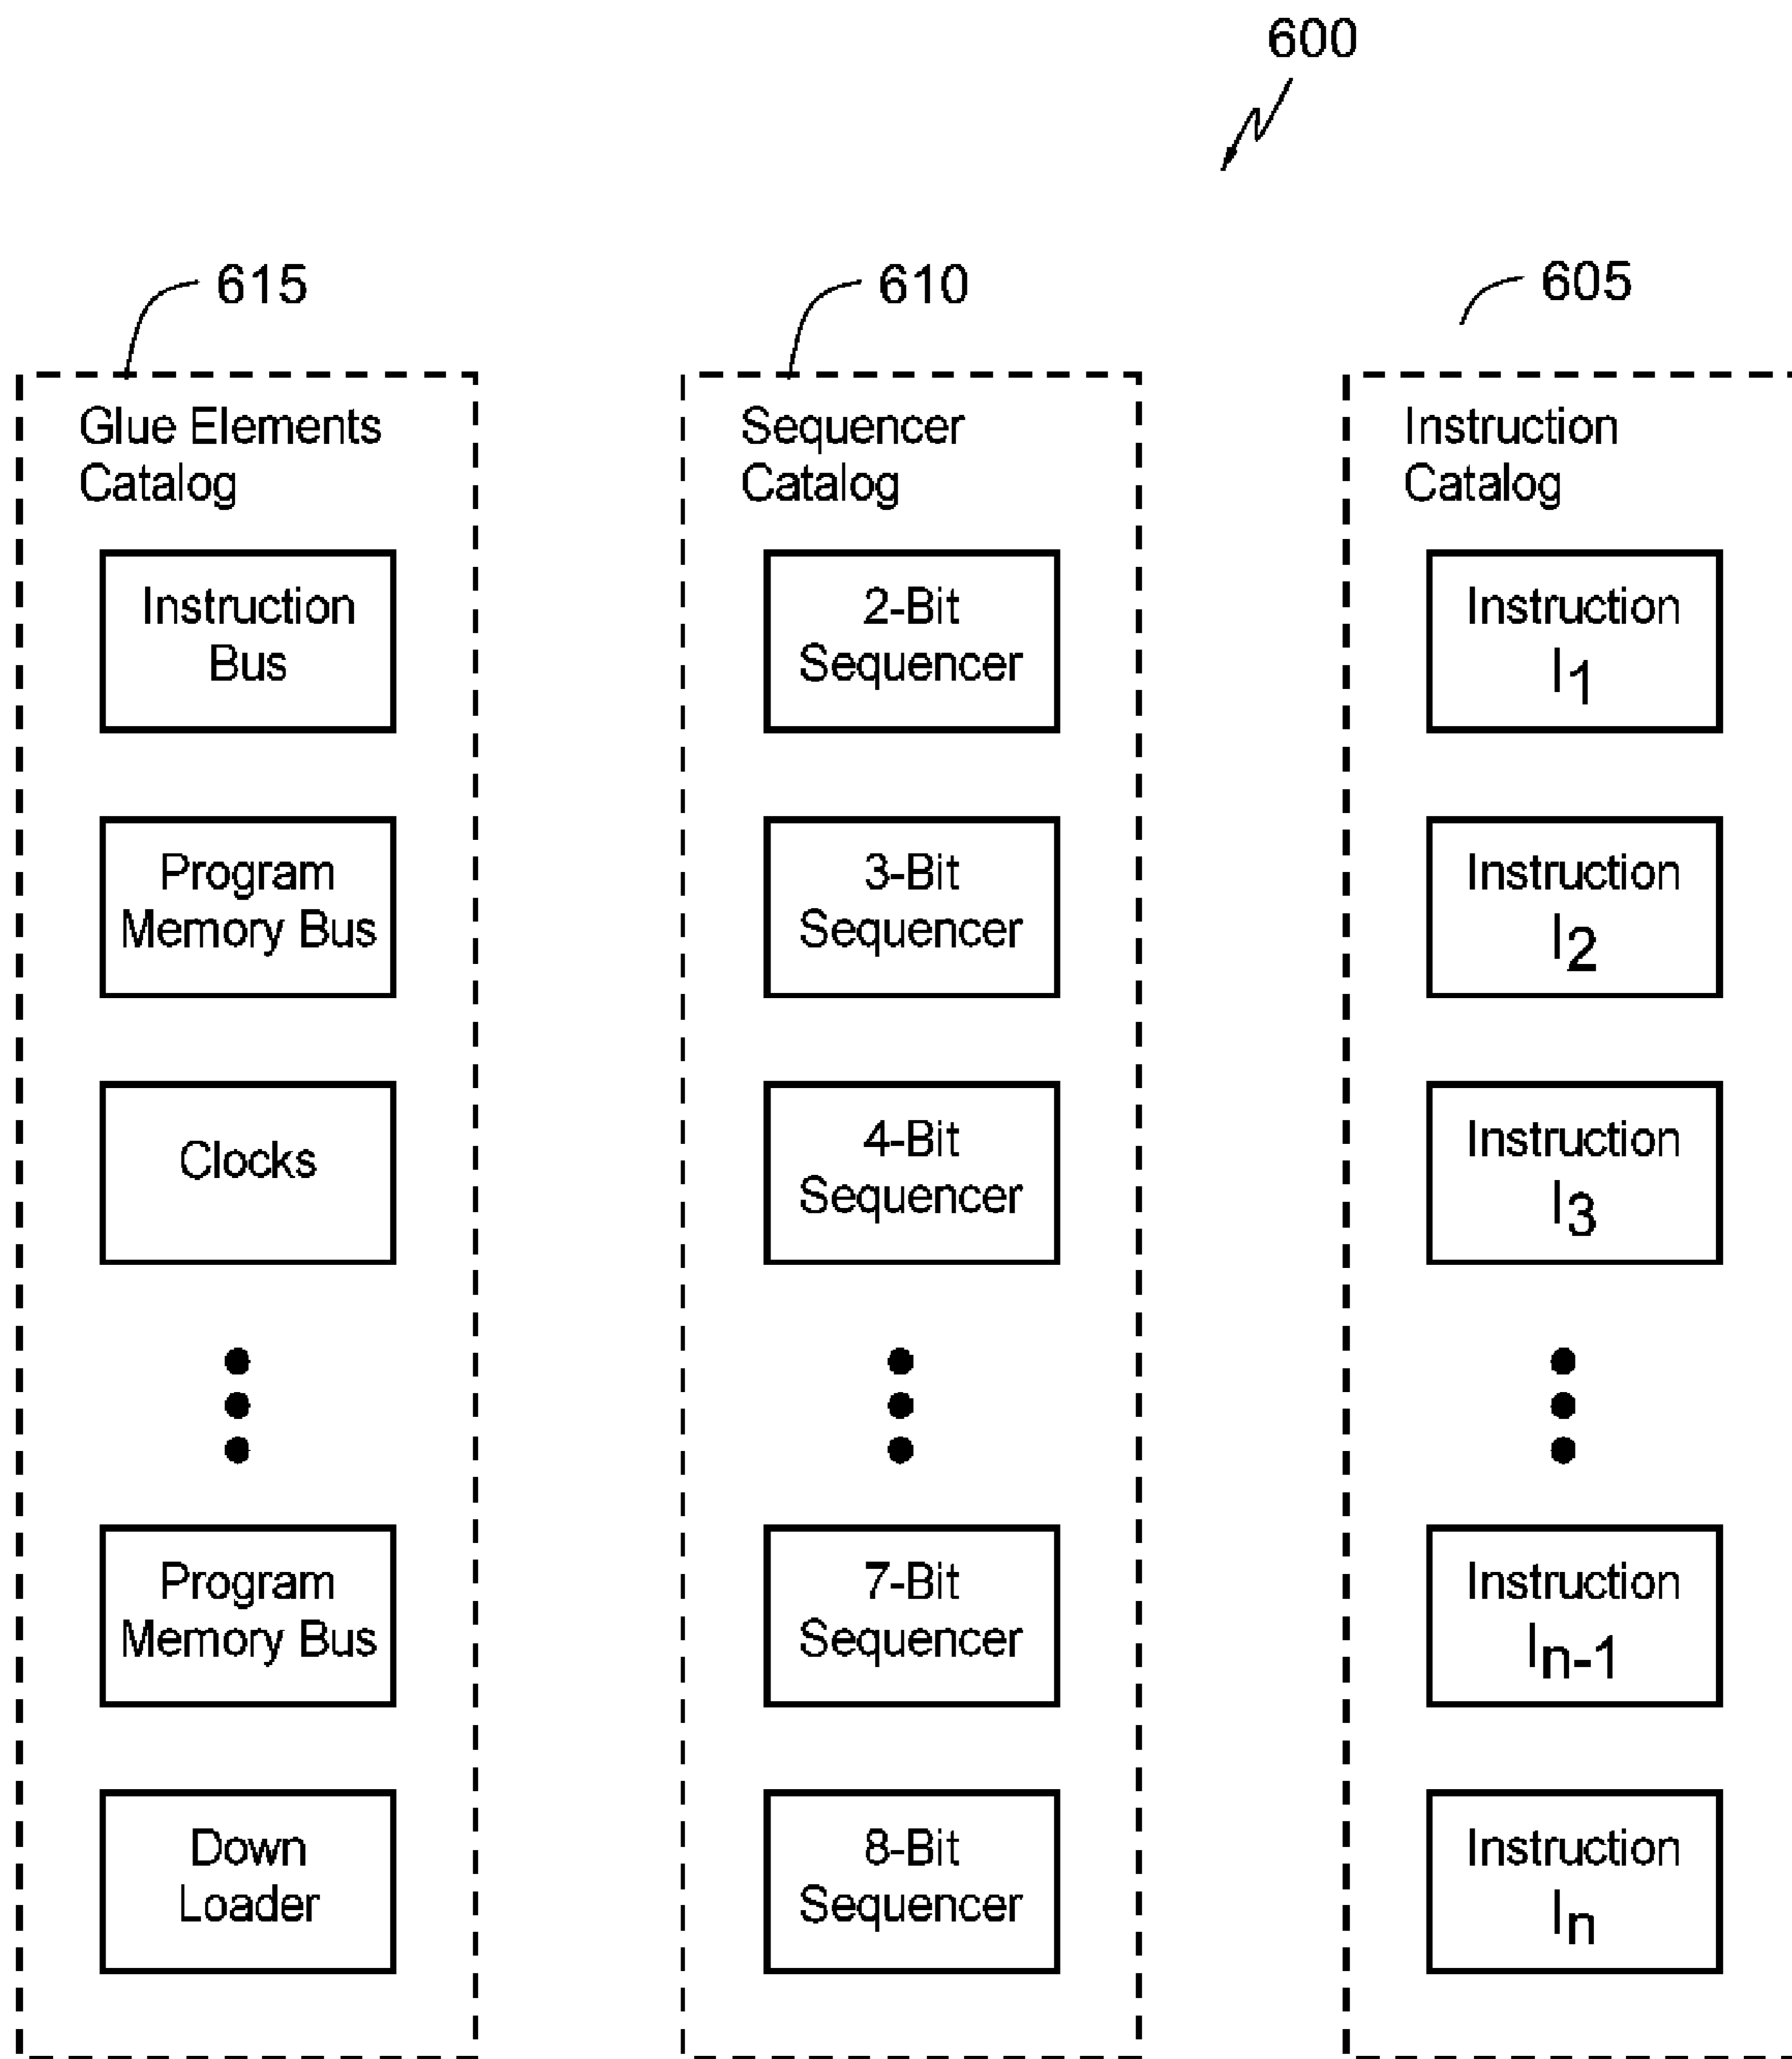 600
615
Glue Elements
Catalog
Instruction
Bus
Program
Memory Bus
Clocks
Program
Memory Bus
Down
Loader
610
Sequencer
Catalog
2-Bit
Sequencer
3-Bit
Sequencer
4-Bit
Sequencer
7-Bit
Sequencer
8-Bit
Sequencer
605
Instruction
Catalog
Instruction
I1
Instruction
I2
Instruction
I3
Instruction
In-1
Instruction
In